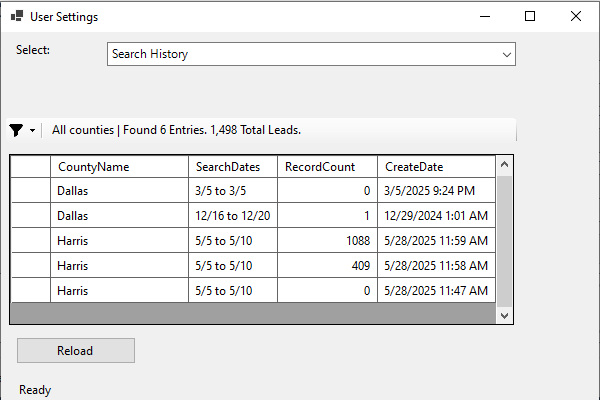 User Settings
Select:
Search History
All counties | Found 6 Entries. 1,498 Total Leads.
CountyName SearchDates RecordCount CreateDate
Dallas 3/5 to 3/5 0 3/5/2025 9:24 PM
Dallas 12/16 to 12/20 1 12/29/2024 1:01 AM
Harris 5/5 to 5/10 1088 5/28/2025 11:59 AM
Harris 5/5 to 5/10 409 5/28/2025 11:58 AM
Harris 5/5 to 5/10 0 5/28/2025 11:47 AM
Reload
Ready